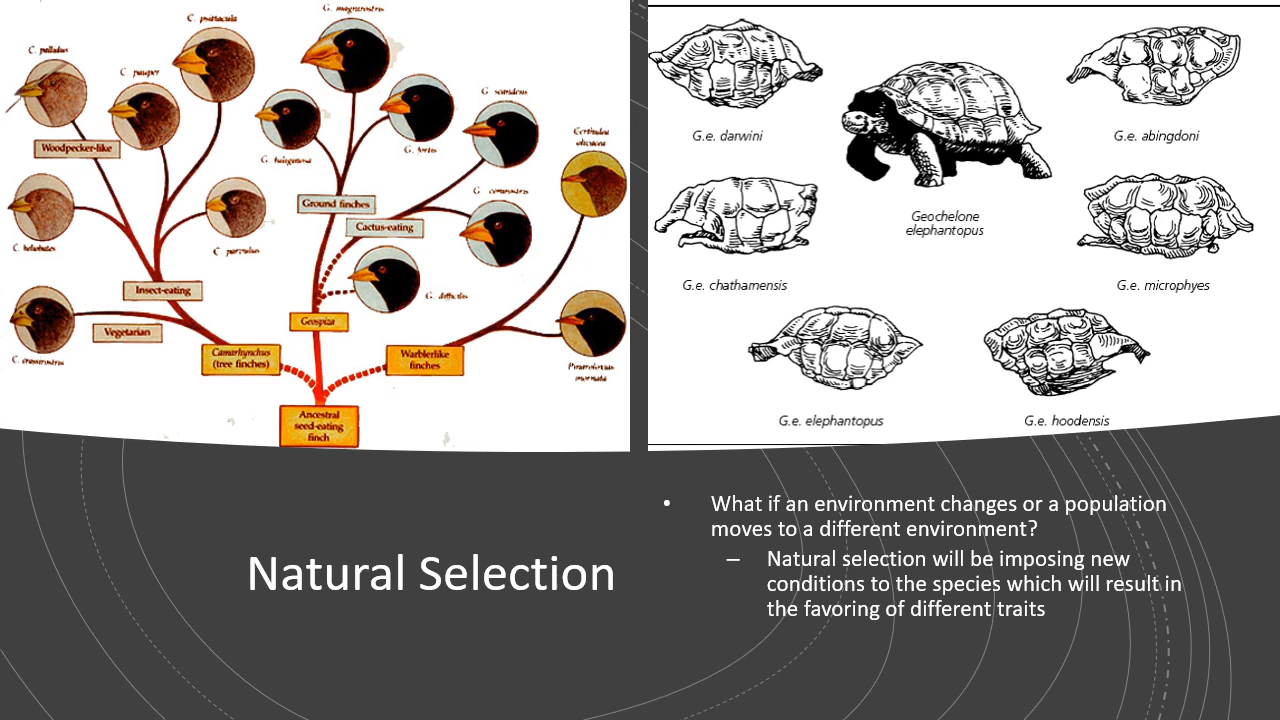 C. pallidus
C. pauper
C. psittacula
G. magnirostris
G. fortis
G. scandens
Woodpecker-like
Ground finches
Cactus-eating
C. parvulus
G. difficilis
Insect-eating
Vegetarian
Geospiza
Camarhynchus
(tree finches)
Warblerlike
finches
Ancestral
seed-eating
finch
G.e. darwini
G.e. abingdoni
Geochelone
elephantopus
G.e. chathamensis
G.e. microphyes
G.e. elephantopus
G.e. hoodensis
Natural Selection
• What if an environment changes or a population
moves to a different environment?
– Natural selection will be imposing new
conditions to the species which will result in
the favoring of different traits